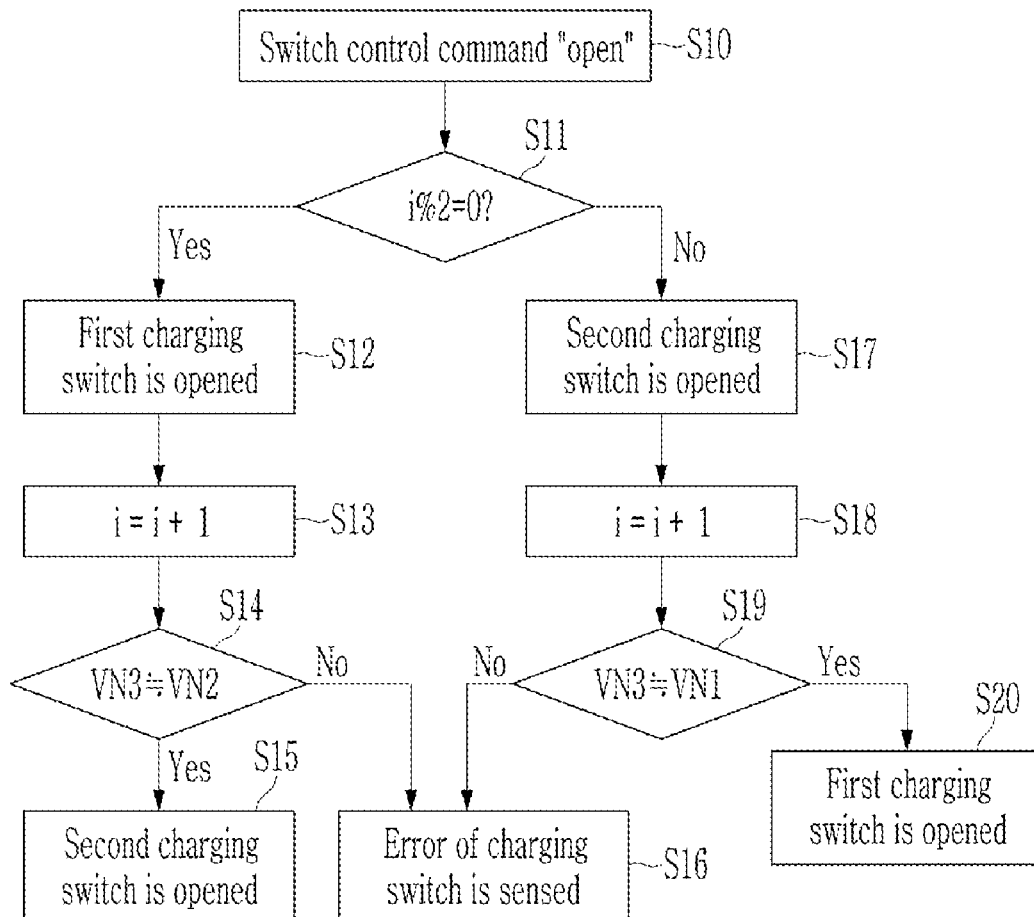 Switch control command "open"
S10
S11
i%2=0?
Yes
No
First charging
switch is opened
S12
Second charging
switch is opened
S17
i = i + 1
S13
i = i + 1
S18
S14
VN3≒VN2
No
Yes
S19
VN3≒VN1
No
Yes
S15
Second charging
switch is opened
Error of charging
switch is sensed
S16
S20
First charging
switch is opened